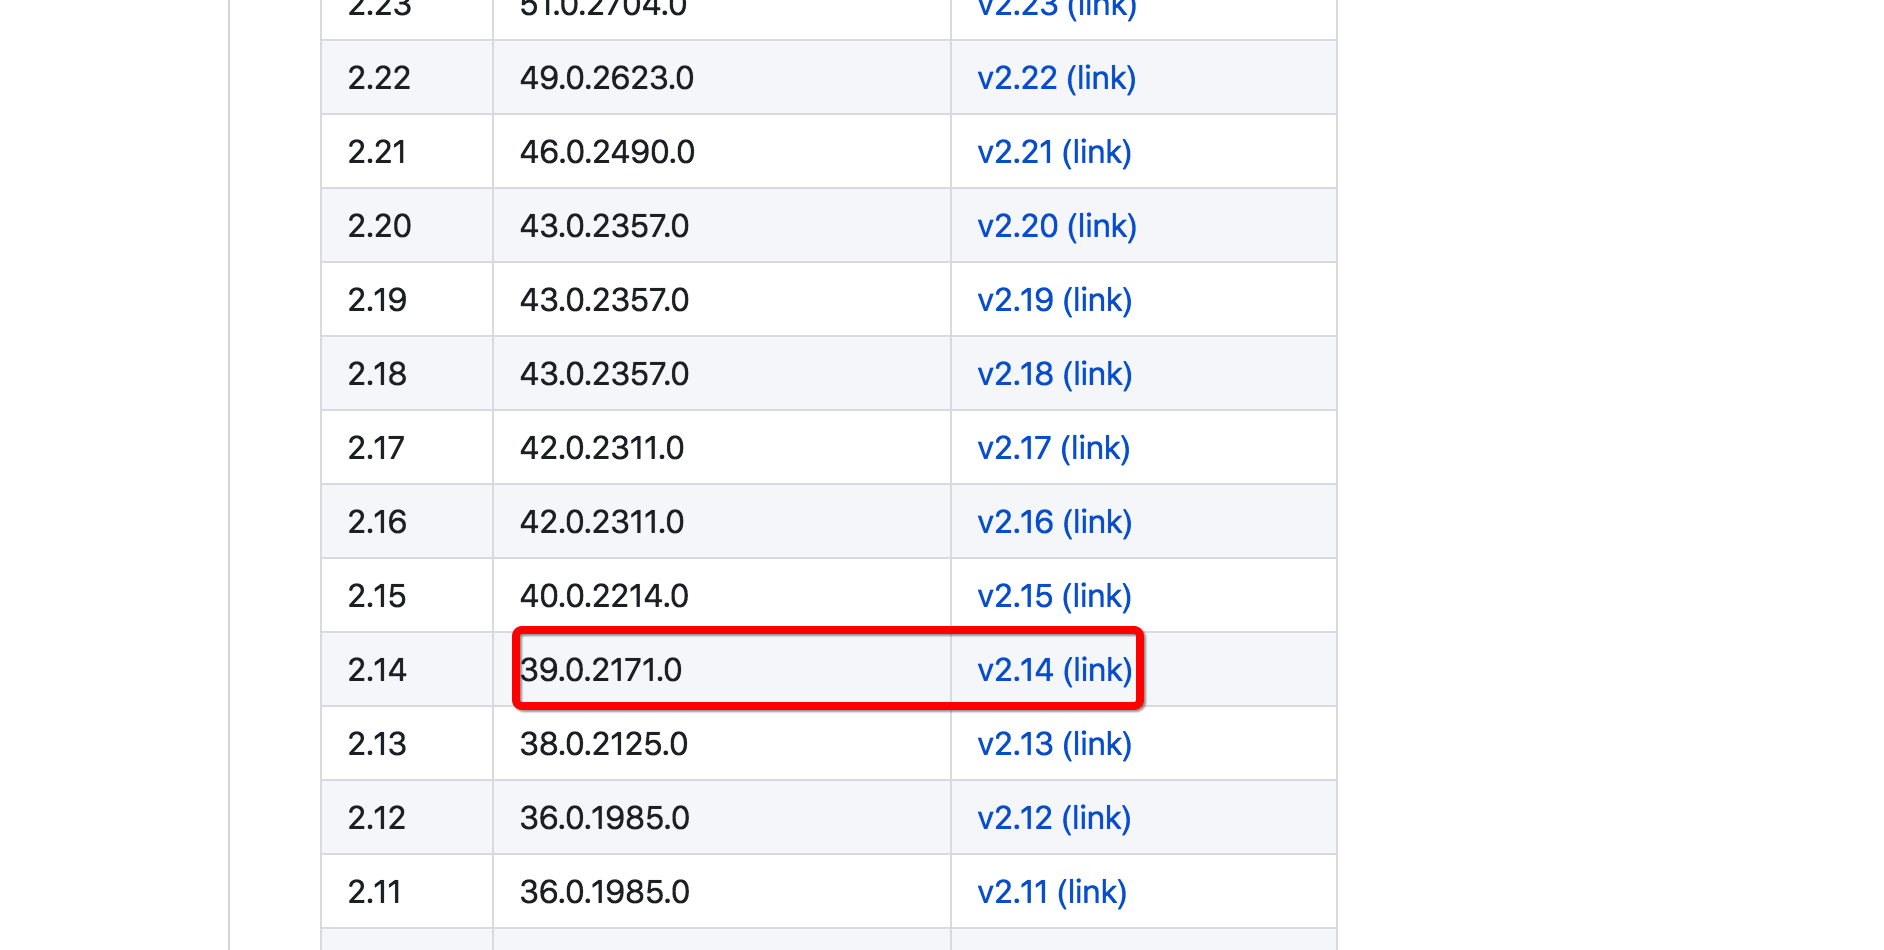 2.23 51.0.2704.0 v2.23 (link)
2.22 49.0.2623.0 v2.22 (link)
2.21 46.0.2490.0 v2.21 (link)
2.20 43.0.2357.0 v2.20 (link)
2.19 43.0.2357.0 v2.19 (link)
2.18 43.0.2357.0 v2.18 (link)
2.17 42.0.2311.0 v2.17 (link)
2.16 42.0.2311.0 v2.16 (link)
2.15 40.0.2214.0 v2.15 (link)
2.14 39.0.2171.0 v2.14 (link)
2.13 38.0.2125.0 v2.13 (link)
2.12 36.0.1985.0 v2.12 (link)
2.11 36.0.1985.0 v2.11 (link)